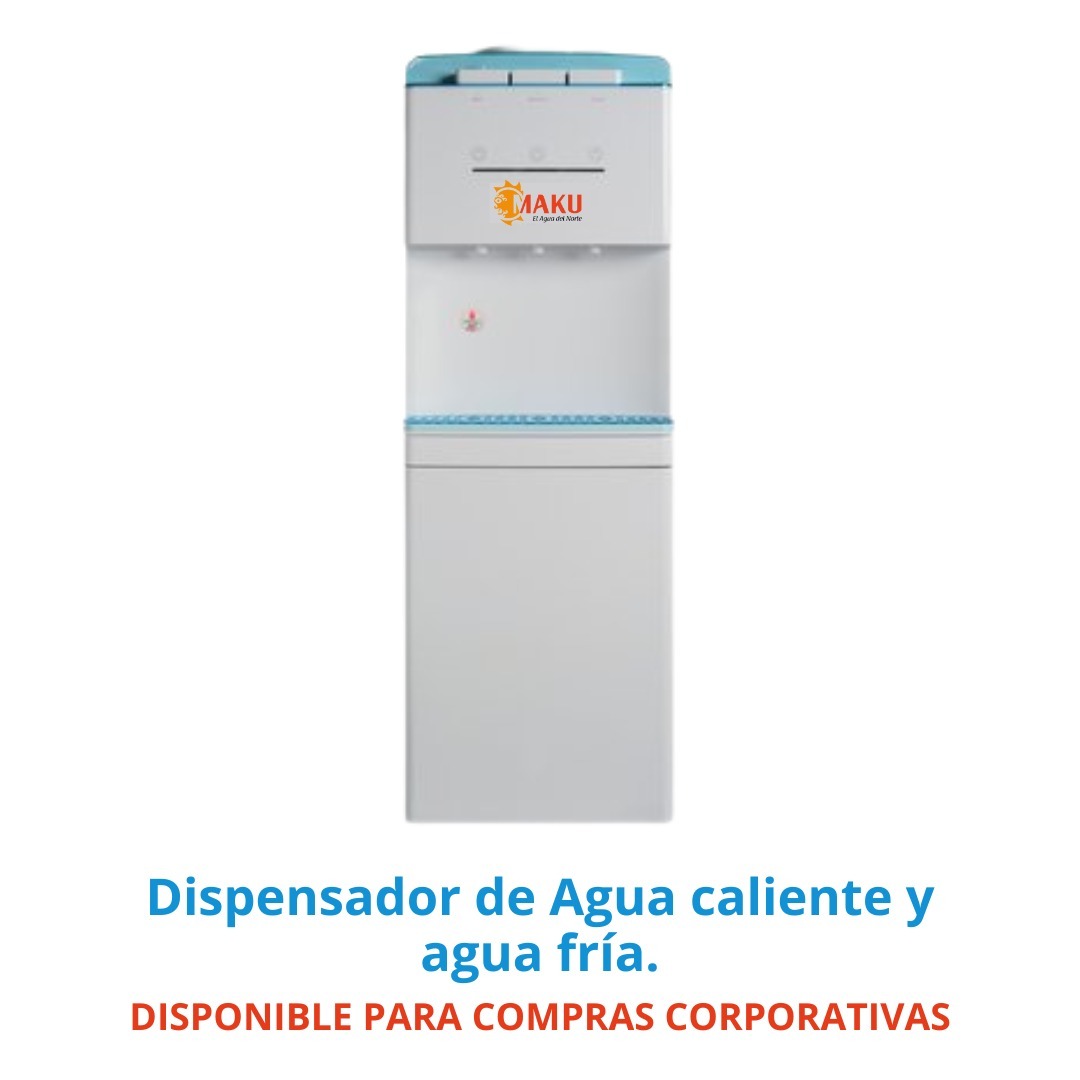 MAKU
El Agua del Norte
Dispensador de Agua caliente y
agua fría.
DISPONIBLE PARA COMPRAS CORPORATIVAS